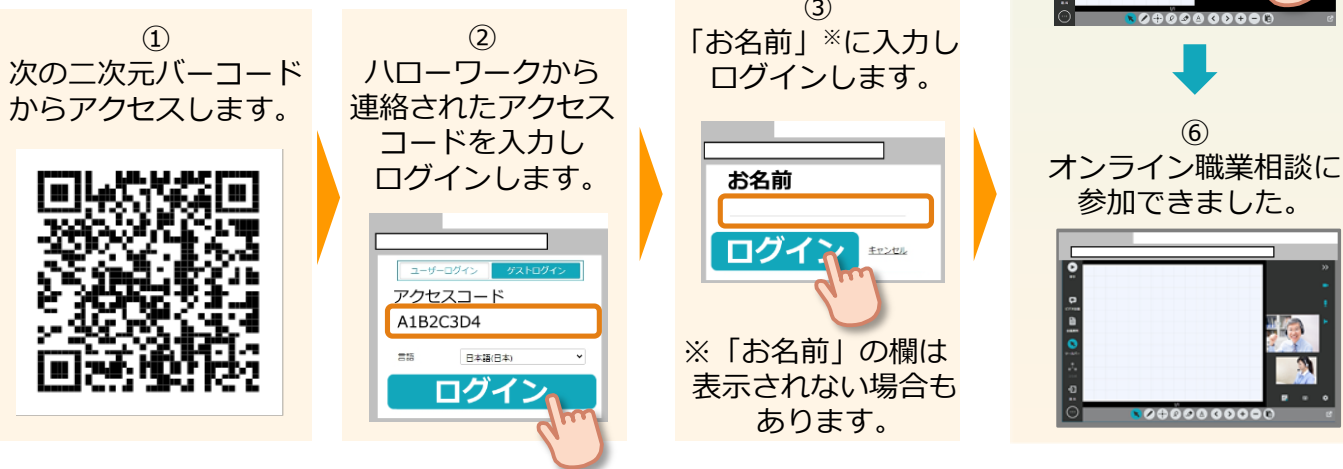 ①
次の二次元バーコード
からアクセスします。
②
ハローワークから
連絡されたアクセス
コードを入力し
ログインします。
ユーザーログイン ゲストログイン
アクセスコード
A1B2C3D4
言語 日本語(日本)
ログイン
③
「お名前」※に入力し
ログインします。
お名前
ログイン キャンセル
※「お名前」の欄は
表示されない場合も
あります。
⑥
オンライン職業相談に
参加できました。